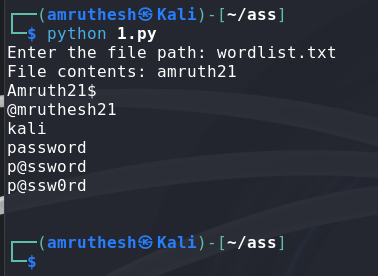 ┌──(amruthesh㉿Kali)-[~/ass]
└─$ python 1.py
Enter the file path: wordlist.txt
File contents: amruth21
Amruth21$
@mruthesh21
kali
password
p@ssword
p@ssw0rd
┌──(amruthesh㉿Kali)-[~/ass]
└─$